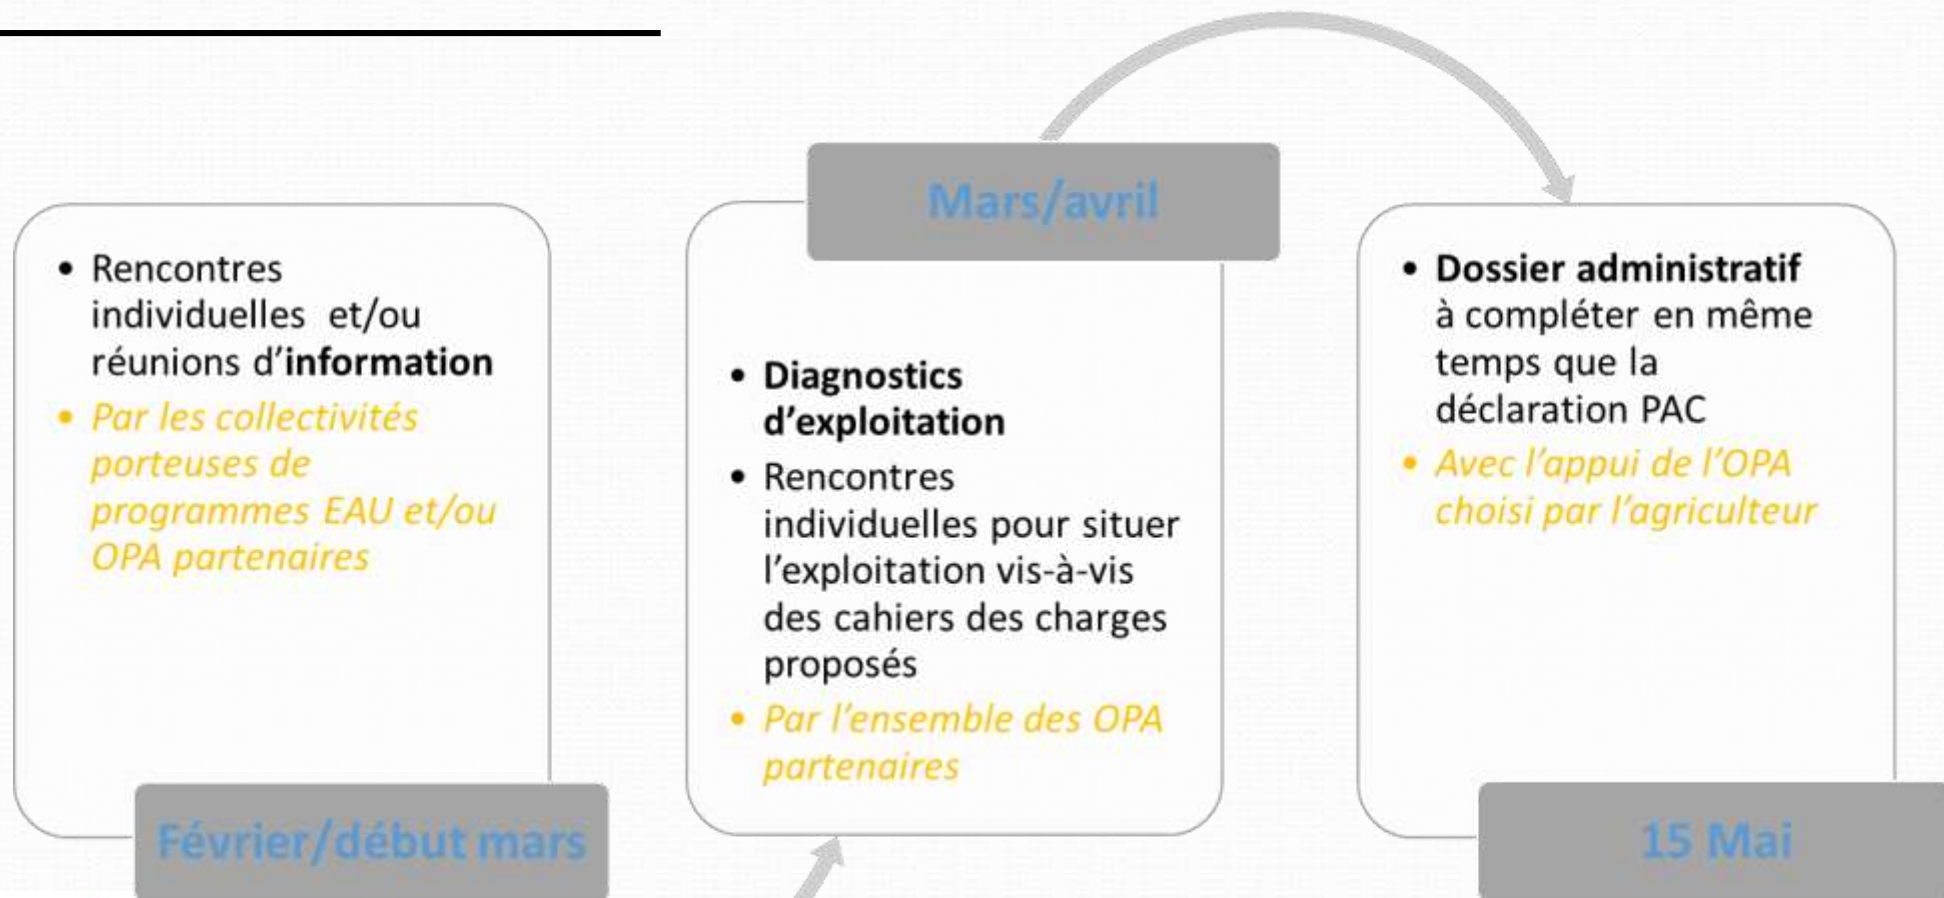 • Rencontres
individuelles et/ou
réunions d’information
• Par les collectivités
porteuses de
programmes EAU et/ou
OPA partenaires
Février/début mars
Mars/avril
• Diagnostics
d’exploitation
• Rencontres
individuelles pour situer
l’exploitation vis-à-vis
des cahiers des charges
proposés
• Par l’ensemble des OPA
partenaires
• Dossier administratif
à compléter en même
temps que la
déclaration PAC
• Avec l’appui de l’OPA
choisi par l’agriculteur
15 Mai